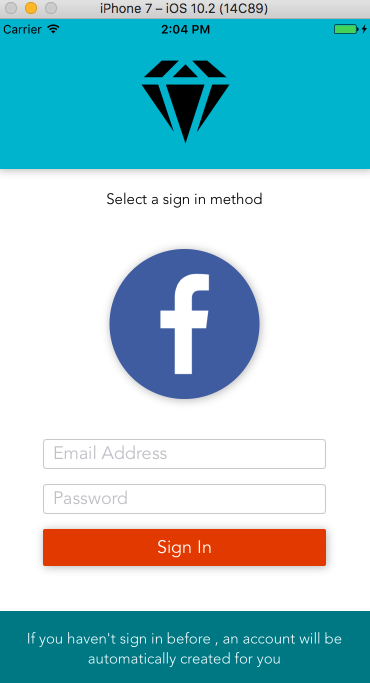 iPhone 7 – iOS 10.2 (14C89)
Carrier 2:04 PM
Select a sign in method
f
Email Address
Password
Sign In
If you haven't sign in before , an account will be
automatically created for you